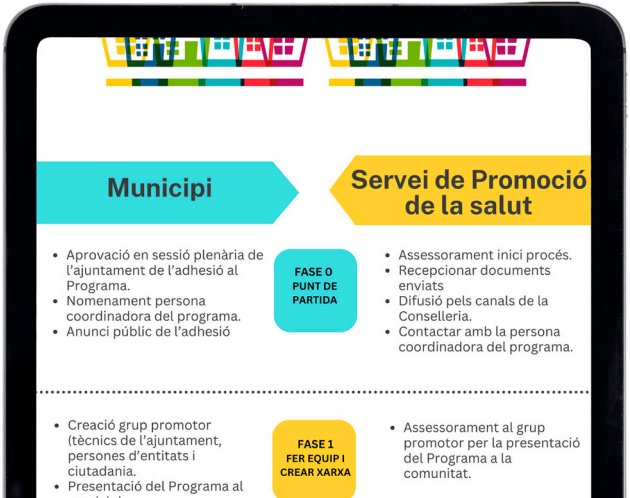 Municipi
Servei de Promoció
de la salut
• Aprovació en sessió plenària de
l'ajuntament de l'adhesió al
Programa.
• Nomenament persona
coordinadora del programa.
• Anunci públic de l'adhesió
FASE 0
PUNT DE
PARTIDA
• Assessorament inici procés.
• Recepcionar documents
enviats
• Difusió pels canals de la
Conselleria.
• Contactar amb la persona
coordinadora del programa.
• Creació grup promotor
(tècnics de l'ajuntament,
persones d'entitats i
ciutadania.
• Presentació del Programa al
FASE 1
FER EQUIP I
CREAR XARXA
• Assessorament al grup
promotor per la presentació
del Programa a la
comunitat.